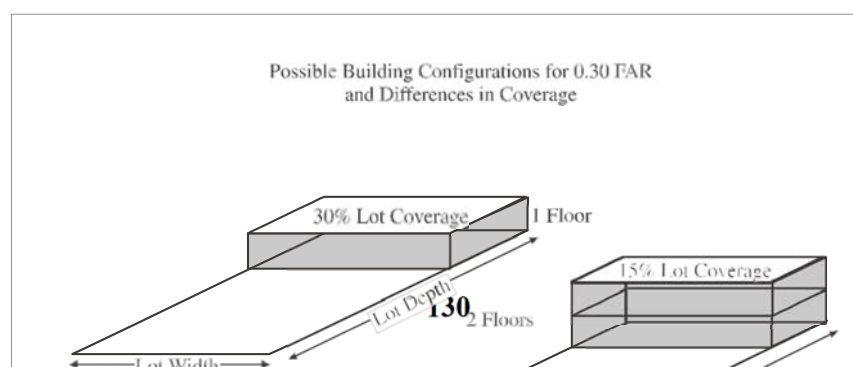 Possible Building Configurations for 0.30 FAR
and Differences in Coverage
30% Lot Coverage
1 Floor
15% Lot Coverage
Lot Depth
130
2 Floors
Lot Width